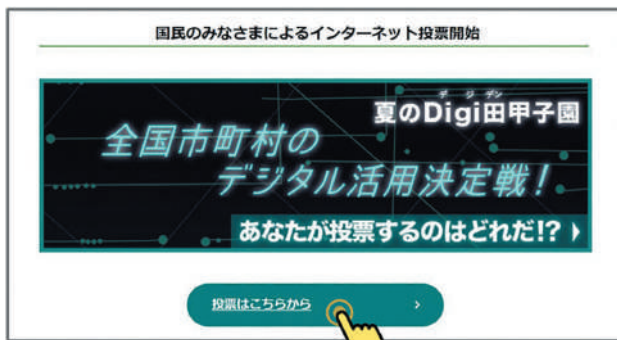 国民のみなさまによるインターネット投票開始
デジデン
夏のDigi田甲子園
全国市町村の
デジタル活用決定戦!
あなたが投票するのはどれだ!?
投票はこちらから